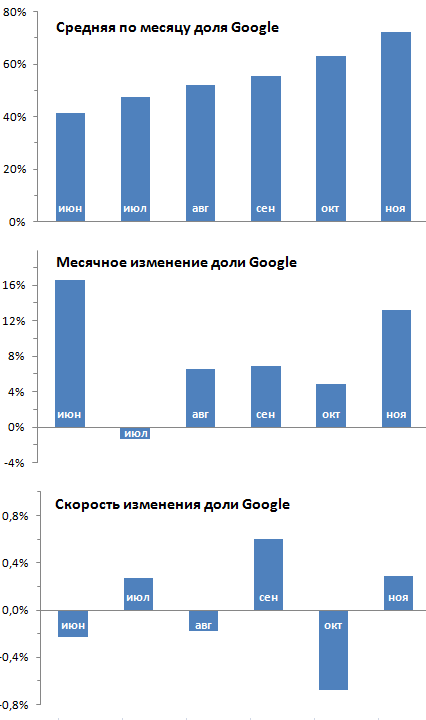 80%
Средняя по месяцу доля Google
60%
40%
20%
июн июл авг сен окт ноя
0%
Месячное изменение доли Google
16%
12%
8%
4%
июн авг сен окт ноя
0%
июл
-4%
Скорость изменения доли Google
0,8%
0,4%
июл сен ноя
0,0%
июн авг окт
-0,4%
-0,8%